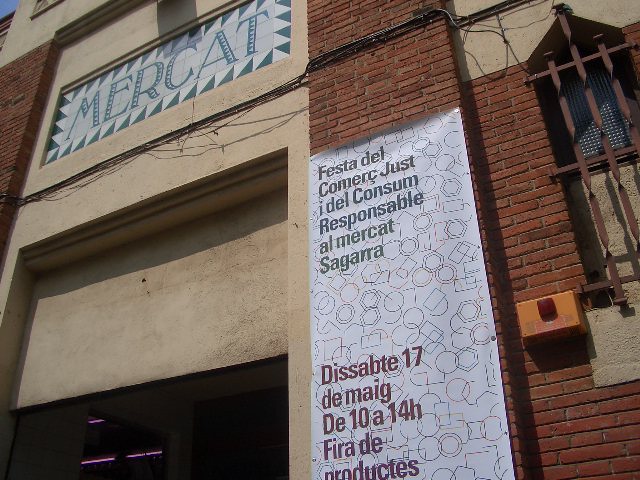 MERCAT
Festa del
Comerç Just
i del Consum
Responsable
al mercat
Sagarra
Dissabte 17
de maig
De 10 a 14h
Fira de
productes